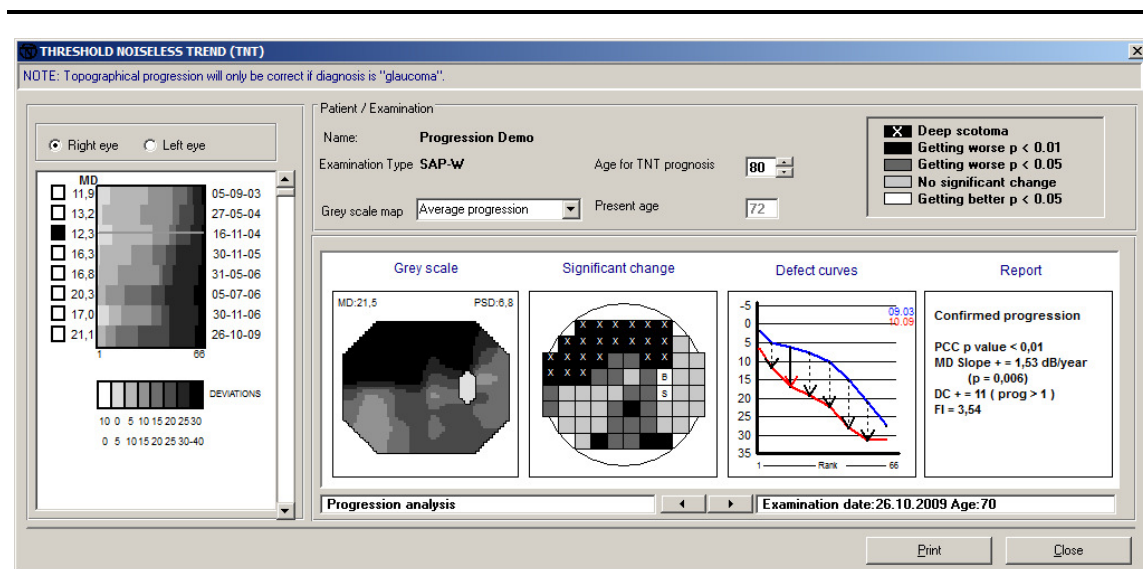 THRESHOLD NOISELESS TREND (TNT)
NOTE: Topographical progression will only be correct if diagnosis is "glaucoma".
Right eye Left eye
MD
11,9 05-09-03
13,2 27-05-04
12,3 16-11-04
16,3 30-11-05
16,8 31-05-06
20,3 05-07-06
17,0 30-11-06
21,1 26-10-09
1 66
DEVIATIONS
10 0 5 10 15 20 25 30
0 5 10 15 20 25 30-40
Patient / Examination
Name: Progression Demo
Examination Type SAP-W
Age for TNT prognosis 80
Grey scale map Average progression
Present age 72
X Deep scotoma
Getting worse p < 0.01
Getting worse p < 0.05
No significant change
Getting better p < 0.05
Grey scale
MD:21,5 PSD:6,8
Significant change
X X X X X X
X X X X X X X
X X X X X X
X X X B
S
Defect curves
-5
0
5
10
15
20
25
30
35
09.03
10.09
1 Rank 66
Report
Confirmed progression
PCC p value < 0,01
MD Slope + = 1,53 dB/year
(p = 0,006)
DC + = 11 ( prog > 1 )
FI = 3,54
Progression analysis
Examination date:26.10.2009 Age:70
Print
Close